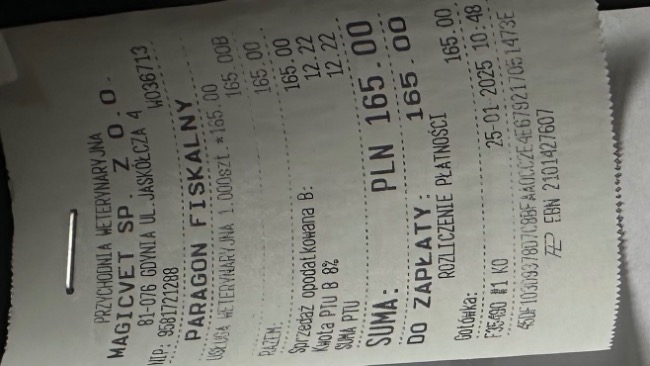 PRZYCHODNIA WETERYNARYJNA
MAGICVET SP. Z O.O.
81-076 GDYNIA UL. JASKÓŁCZA 4
NIP: 9581721288 W036713
PARAGON FISKALNY
USŁUGA WETERYNARYJNA 1.000szt.*165.00
165.00B
RAZEM: 165.00
Sprzedaż opodatkowana B: 165.00
Kwota PTU B 8% 12.22
SUMA PTU 12.22
SUMA: PLN 165.00
DO ZAPŁATY: 165.00
ROZLICZENIE PŁATNOŚCI
Gotówka: 165.00
#1 KO 25-01-2025 10:48
EBN 2101427607